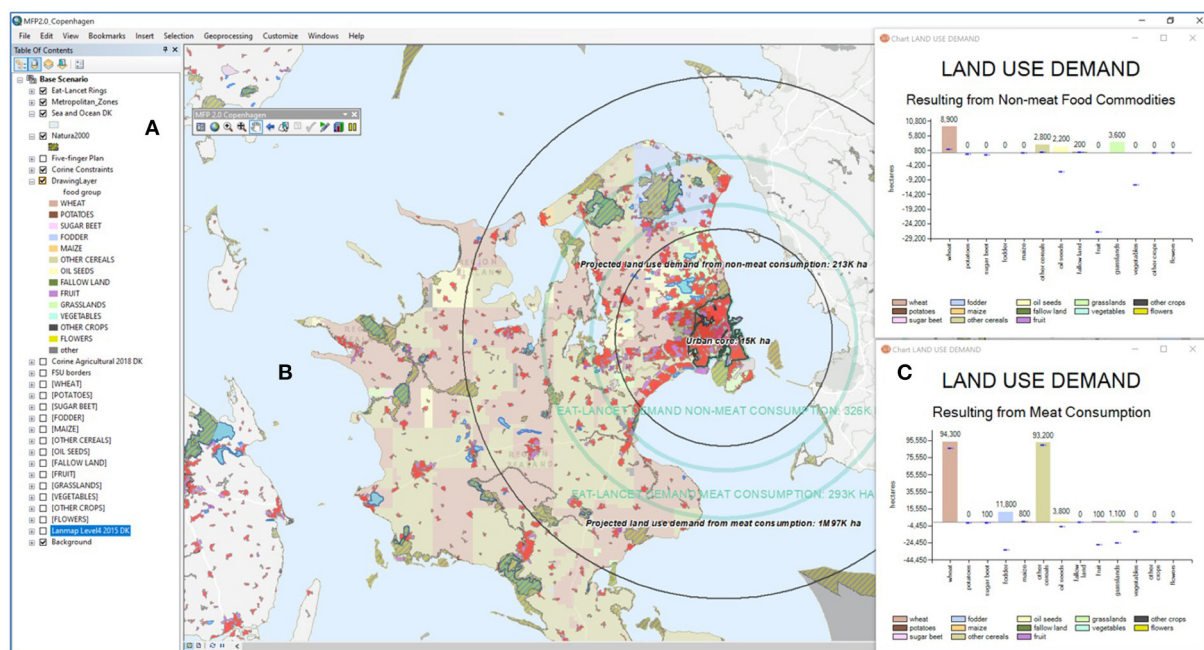 MFP2.0_Copenhagen
File Edit View Bookmarks Insert Selection Geoprocessing Customize Windows Help
Table Of Contents
Base Scenario
Eat-Lancet Rings
Metropolitan_Zones
Sea and Ocean DK
Natura2000
Five-finger Plan
Corine Constraints
DrawingLayer
food group
WHEAT
POTATOES
SUGAR BEET
FODDER
MAIZE
OTHER CEREALS
OIL SEEDS
FALLOW LAND
FRUIT
GRASSLANDS
VEGETABLES
OTHER CROPS
FLOWERS
other
Corine Agricultural 2018 DK
FSU borders
[WHEAT]
[POTATOES]
[SUGAR BEET]
[FODDER]
[MAIZE]
[OTHER CEREALS]
[OIL SEEDS]
[FALLOW LAND]
[FRUIT]
[GRASSLANDS]
[VEGETABLES]
[OTHER CROPS]
[FLOWERS]
Lanmap Level4 2015 DK
Background
A
MFP 2.0 Copenhagen
Projected land use demand from non-meat consumption: 213K ha
Urban core: 15K ha
B
EAT-LANCET DEMAND NON-MEAT CONSUMPTION: 326K
EAT-LANCET DEMAND MEAT CONSUMPTION: 293K HA
Projected land use demand from meat consumption: 1M97K ha
Chart LAND USE DEMAND
LAND USE DEMAND
Resulting from Non-meat Food Commodities
hectares
10,800
800
-4,200
-9,200
-14,200
-19,200
-24,200
-29,200
8,900 0 0 0 0 2,800 2,200 200 0 3,600 0 0 0
wheat potatoes sugar beet fodder maize other cereals oil seeds fallow land fruit grasslands vegetables other crops flowers
wheat fodder oil seeds grasslands other crops
potatoes maize fallow land vegetables flowers
sugar beet other cereals fruit
C
Chart LAND USE DEMAND
LAND USE DEMAND
Resulting from Meat Consumption
hectares
95,550
75,550
55,550
35,550
15,550
-4,450
-24,450
-44,450
94,300 0 100 11,800 800 93,200 3,800 0 100 1,100 0 0 0
wheat potatoes sugar beet fodder maize other cereals oil seeds fallow land fruit grasslands vegetables other crops flowers
wheat fodder oil seeds grasslands other crops
potatoes maize fallow land vegetables flowers
sugar beet other cereals fruit